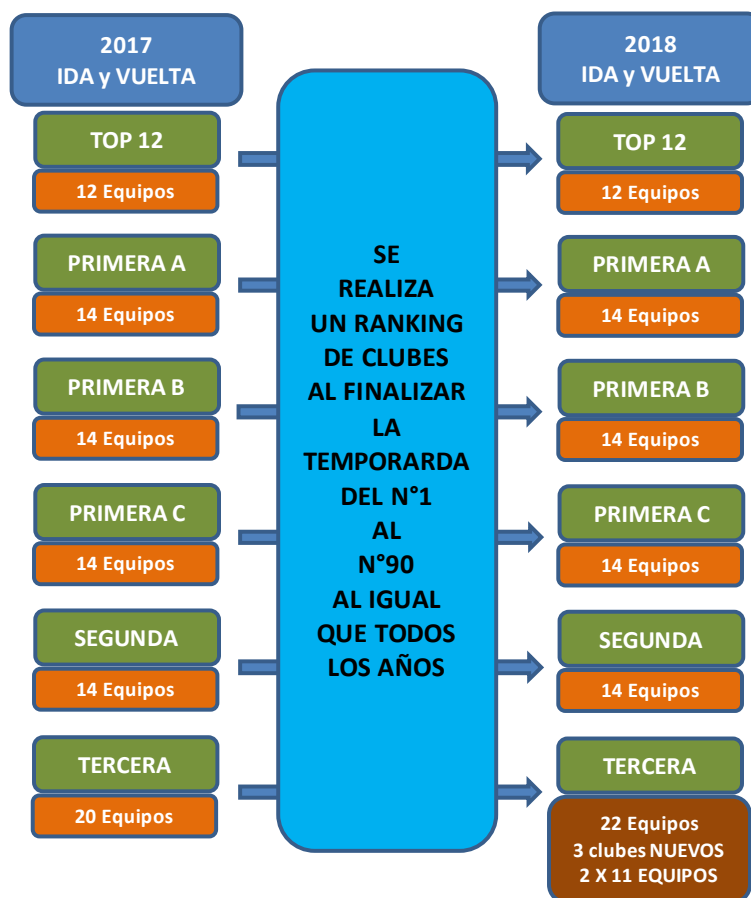 2017
IDA y VUELTA
TOP 12
12 Equipos
PRIMERA A
14 Equipos
PRIMERA B
14 Equipos
PRIMERA C
14 Equipos
SEGUNDA
14 Equipos
TERCERA
20 Equipos
SE
REALIZA
UN RANKING
DE CLUBES
AL FINALIZAR
LA
TEMPORARDA
DEL N°1
AL
N°90
AL IGUAL
QUE TODOS
LOS AÑOS
2018
IDA y VUELTA
TOP 12
12 Equipos
PRIMERA A
14 Equipos
PRIMERA B
14 Equipos
PRIMERA C
14 Equipos
SEGUNDA
14 Equipos
TERCERA
22 Equipos
3 clubes NUEVOS
2 X 11 EQUIPOS